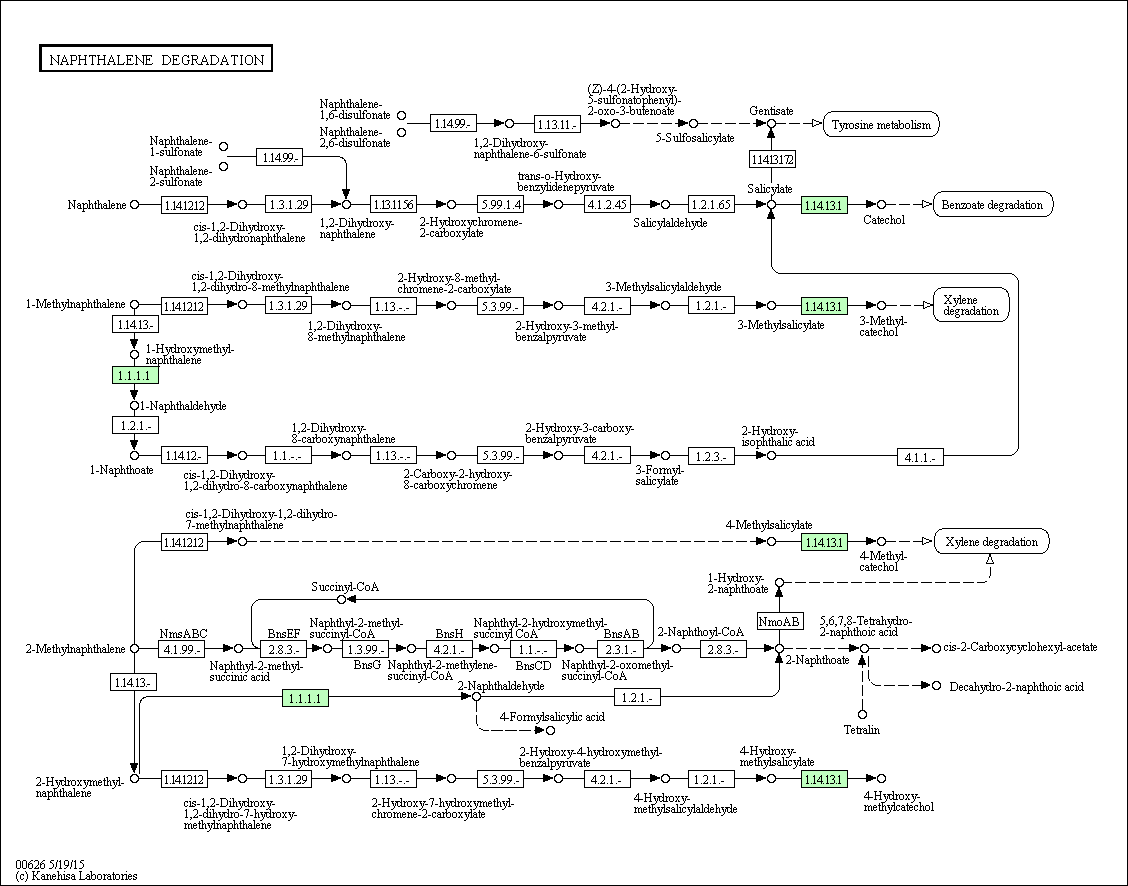 NAPHTHALENE DEGRADATION
Naphthalene-
1,6-disulfonate
Naphthalene-
2,6-disulfonate
1.14.99.-
1,2-Dihydroxy-
naphthalene-6-sulfonate
1.13.11.-
(Z)-4-(2-Hydroxy-
5-sulfonatophenyl)-
2-oxo-3-butenoate
5-Sulfosalicylate
Gentisate
Tyrosine metabolism
Naphthalene-
1-sulfonate
Naphthalene-
2-sulfonate
1.14.99.-
1.14.13.172
Naphthalene
1.14.12.12
cis-1,2-Dihydroxy-
1,2-dihydronaphthalene
1.3.1.29
1,2-Dihydroxy-
naphthalene
1.13.11.56
2-Hydroxychromene-
2-carboxylate
5.99.1.4
trans-o-Hydroxy-
benzylidenepyruvate
4.1.2.45
Salicylaldehyde
1.2.1.65
Salicylate
1.14.13.1
Catechol
Benzoate degradation
1-Methylnaphthalene
1.14.12.12
cis-1,2-Dihydroxy-
1,2-dihydro-8-methylnaphthalene
1.3.1.29
1,2-Dihydroxy-
8-methylnaphthalene
1.13.-.-
2-Hydroxy-8-methyl-
chromene-2-carboxylate
5.3.99.-
2-Hydroxy-3-methyl-
benzalpyruvate
4.2.1.-
3-Methylsalicylaldehyde
1.2.1.-
3-Methylsalicylate
1.14.13.1
3-Methyl-
catechol
Xylene
degradation
1.14.13.-
1-Hydroxymethyl-
naphthalene
1.1.1.1
1-Naphthaldehyde
1.2.1.-
1-Naphthoate
1.14.12.-
cis-1,2-Dihydroxy-
1,2-dihydro-8-carboxynaphthalene
1.1.-.-
1,2-Dihydroxy-
8-carboxynaphthalene
1.13.-.-
2-Carboxy-2-hydroxy-
8-carboxychromene
5.3.99.-
2-Hydroxy-3-carboxy-
benzalpyruvate
4.2.1.-
3-Formyl-
salicylate
1.2.3.-
2-Hydroxy-
isophthalic acid
4.1.1.-
cis-1,2-Dihydroxy-1,2-dihydro-
7-methylnaphthalene
1.14.12.12
4-Methylsalicylate
1.14.13.1
4-Methyl-
catechol
Xylene degradation
Succinyl-CoA
1-Hydroxy-
2-naphthoate
NmoAB
2-Methylnaphthalene
NmsABC
4.1.99.-
Naphthyl-2-methyl-
succinic acid
BnsEF
2.8.3.-
Naphthyl-2-methyl-
succinyl-CoA
1.3.99.-
BnsG
Naphthyl-2-methylene-
succinyl-CoA
BnsH
4.2.1.-
Naphthyl-2-hydroxymethyl-
succinyl CoA
1.1.-.-
BnsCD
Naphthyl-2-oxomethyl-
succinyl-CoA
BnsAB
2.3.1.-
2-Naphthoyl-CoA
2.8.3.-
2-Naphthoate
5,6,7,8-Tetrahydro-
2-naphthoic acid
cis-2-Carboxycyclohexyl-acetate
Decahydro-2-naphthoic acid
Tetralin
1.14.13.-
1.1.1.1
2-Naphthaldehyde
1.2.1.-
4-Formylsalicylic acid
2-Hydroxymethyl-
naphthalene
1.14.12.12
cis-1,2-Dihydroxy-
1,2-dihydro-7-hydroxy-
methylnaphthalene
1.3.1.29
1,2-Dihydroxy-
7-hydroxymethylnaphthalene
1.13.-.-
2-Hydroxy-7-hydroxymethyl-
chromene-2-carboxylate
5.3.99.-
2-Hydroxy-4-hydroxymethyl-
benzalpyruvate
4.2.1.-
4-Hydroxy-
methylsalicylaldehyde
1.2.1.-
4-Hydroxy-
methylsalicylate
1.14.13.1
4-Hydroxy-
methylcatechol
00626 5/19/15
(c) Kanehisa Laboratories